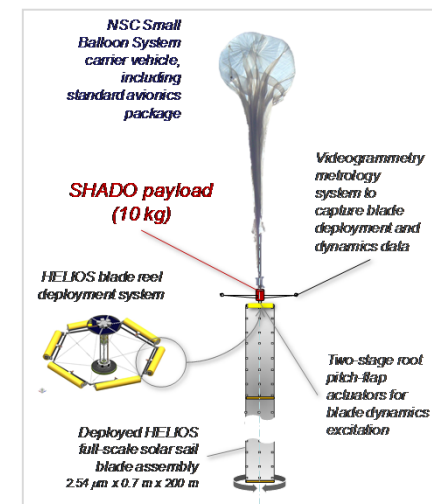 NSC Small
Balloon System
carrier vehicle,
including
standard avionics
package
Videogrammetry
metrology
system to
capture blade
deployment and
dynamics data
SHADO payload
(10 kg)
HELIOS blade reel
deployment system
Two-stage root
pitch-flap
actuators for
blade dynamics
excitation
Deployed HELIOS
full-scale solar sail
blade assembly
2.54 μm x 0.7 m x 200 m